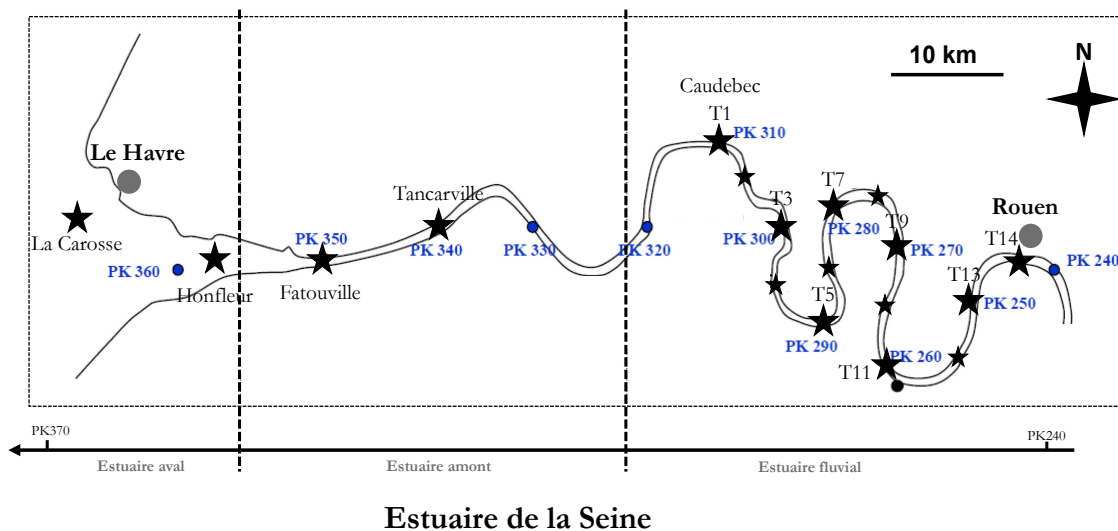 10 km
N
Caudebec
T1
PK 310
Le Havre
Tancarville
T3
T7
T9
Rouen
La Carosse
PK 350
PK 340
PK 330
PK 320
PK 300
PK 280
PK 270
T14
PK 240
PK 360
Honfleur
Fatouville
T5
T13
PK 250
PK 290
T11
PK 260
PK370
PK240
Estuaire aval
Estuaire amont
Estuaire fluvial
Estuaire de la Seine